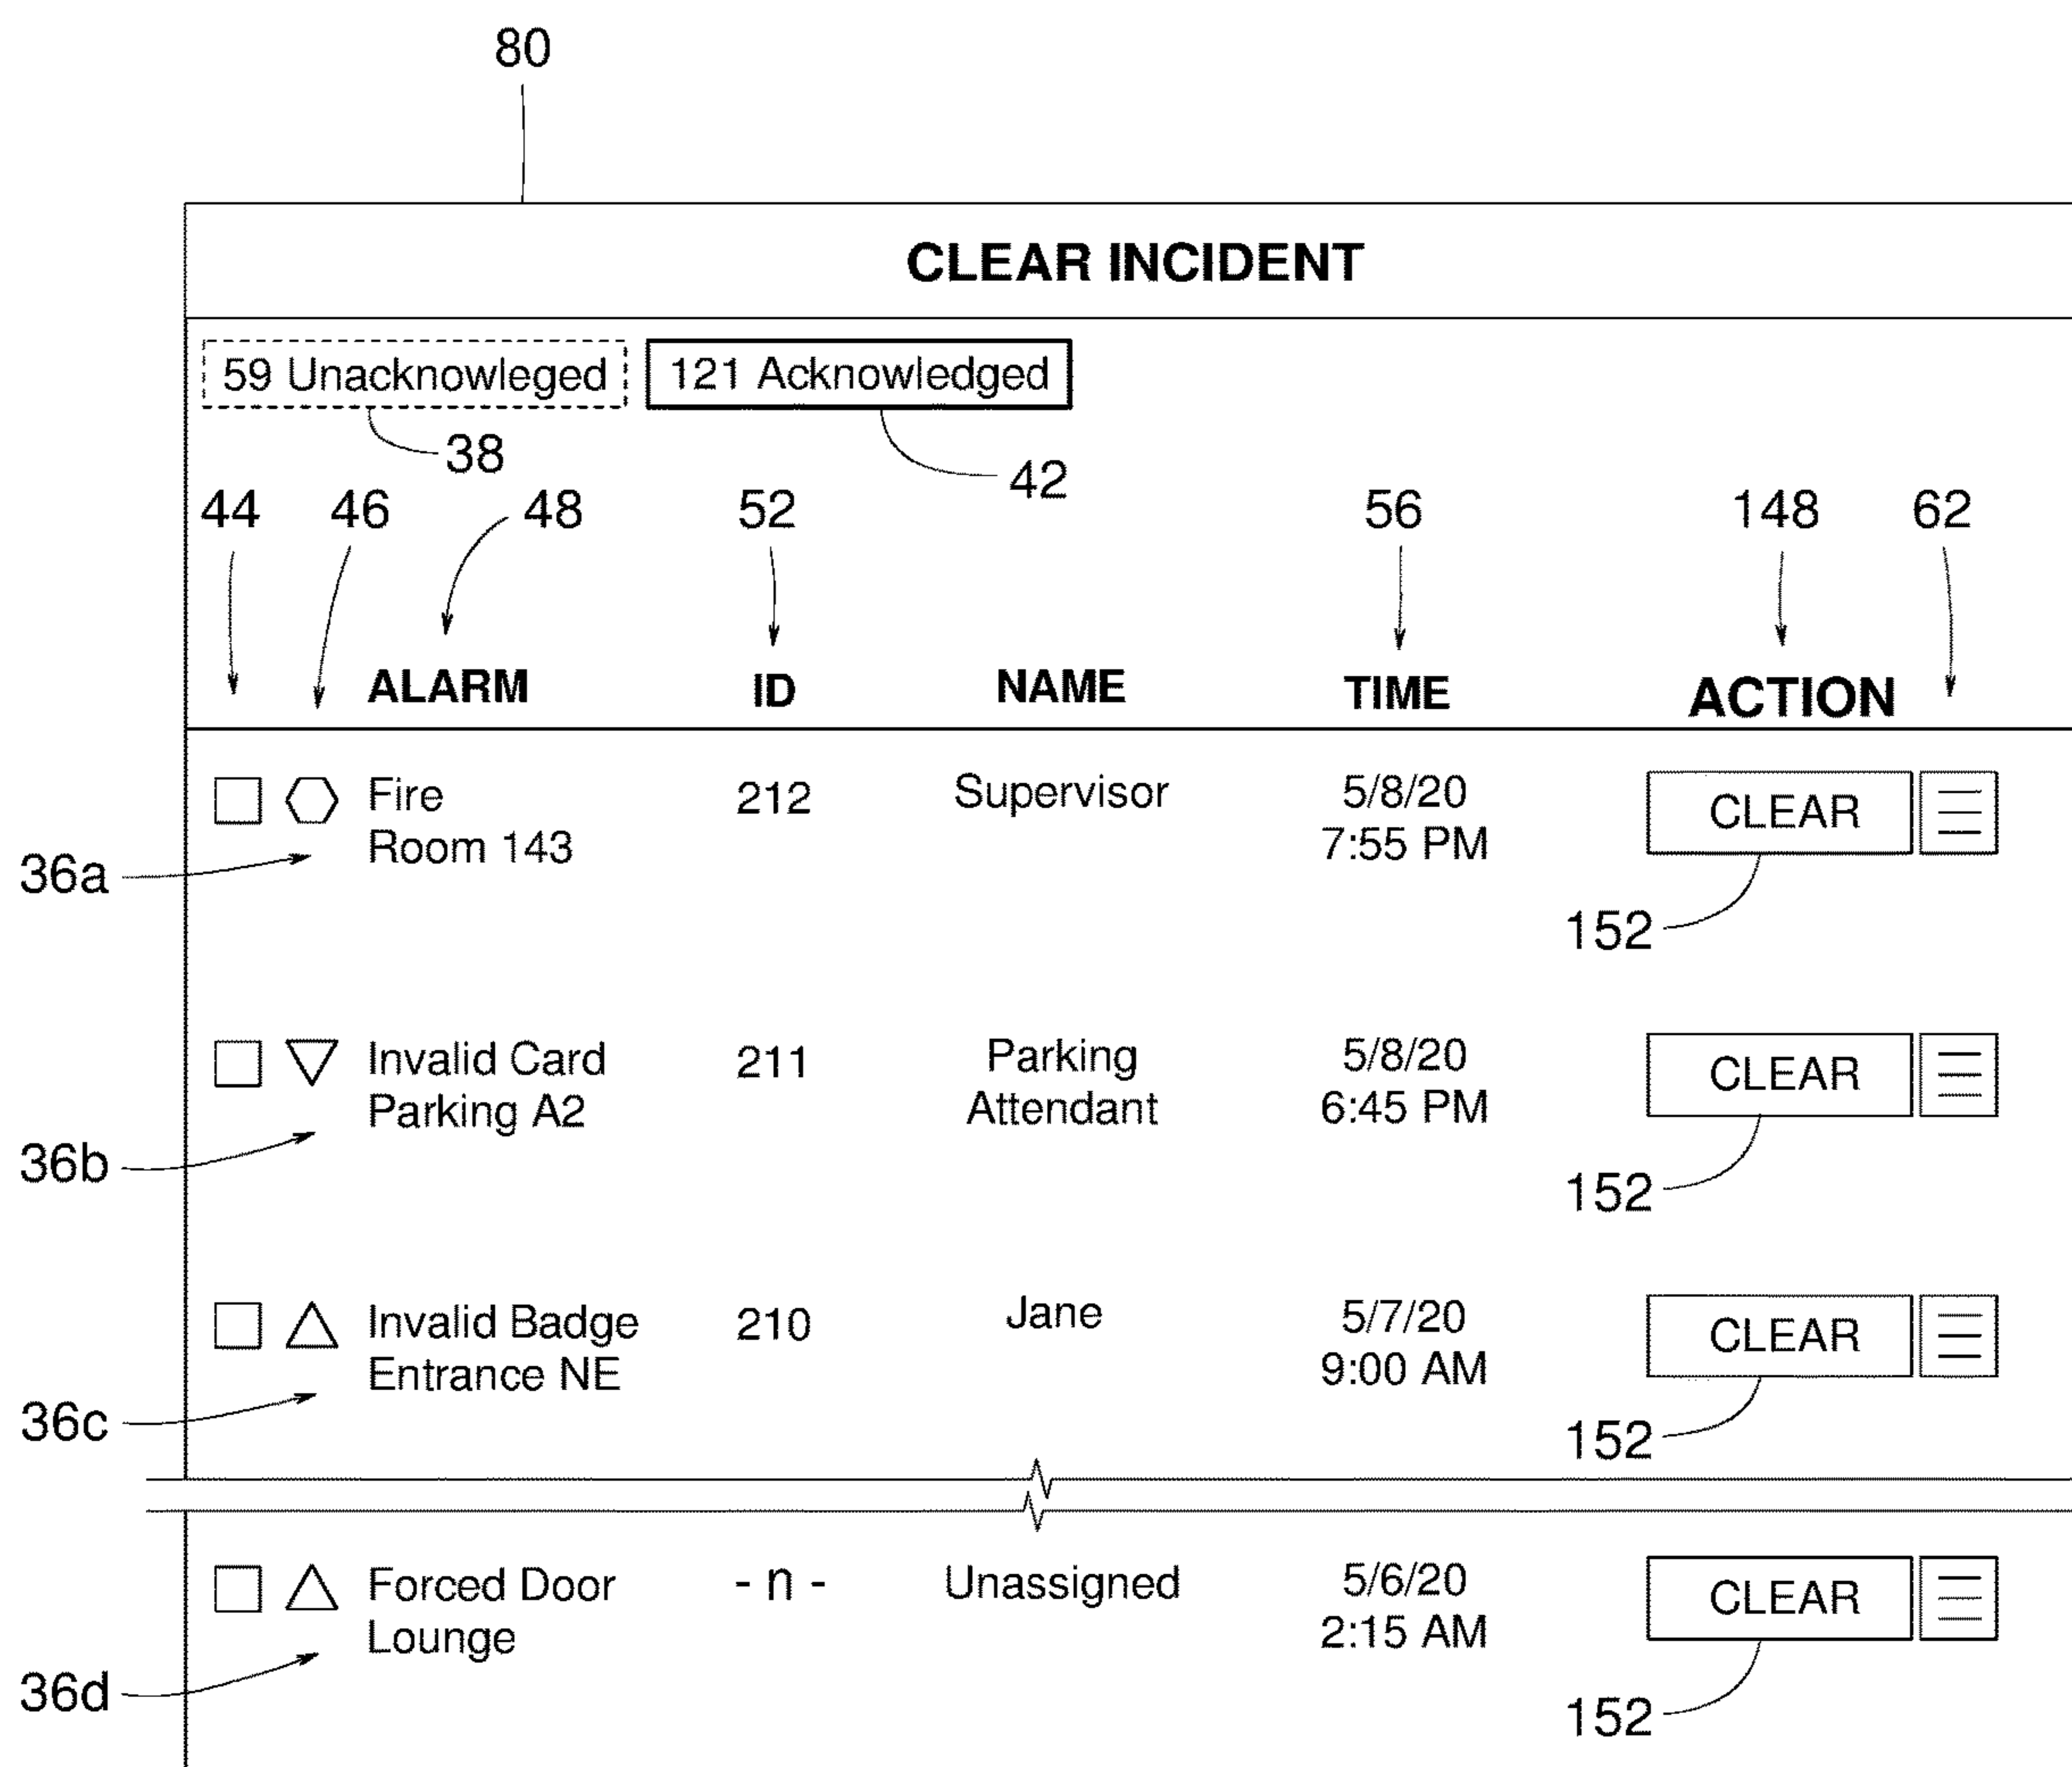 80
CLEAR INCIDENT
59 Unacknowleged 121 Acknowledged
38 42
44 46 48 52 56 148 62
ALARM ID NAME TIME ACTION
Fire 212 Supervisor 5/8/20 CLEAR
Room 143 7:55 PM
36a 152
Invalid Card 211 Parking 5/8/20 CLEAR
Parking A2 Attendant 6:45 PM
36b 152
Invalid Badge 210 Jane 5/7/20 CLEAR
Entrance NE 9:00 AM
36c 152
Forced Door - n - Unassigned 5/6/20 CLEAR
Lounge 2:15 AM
36d 152